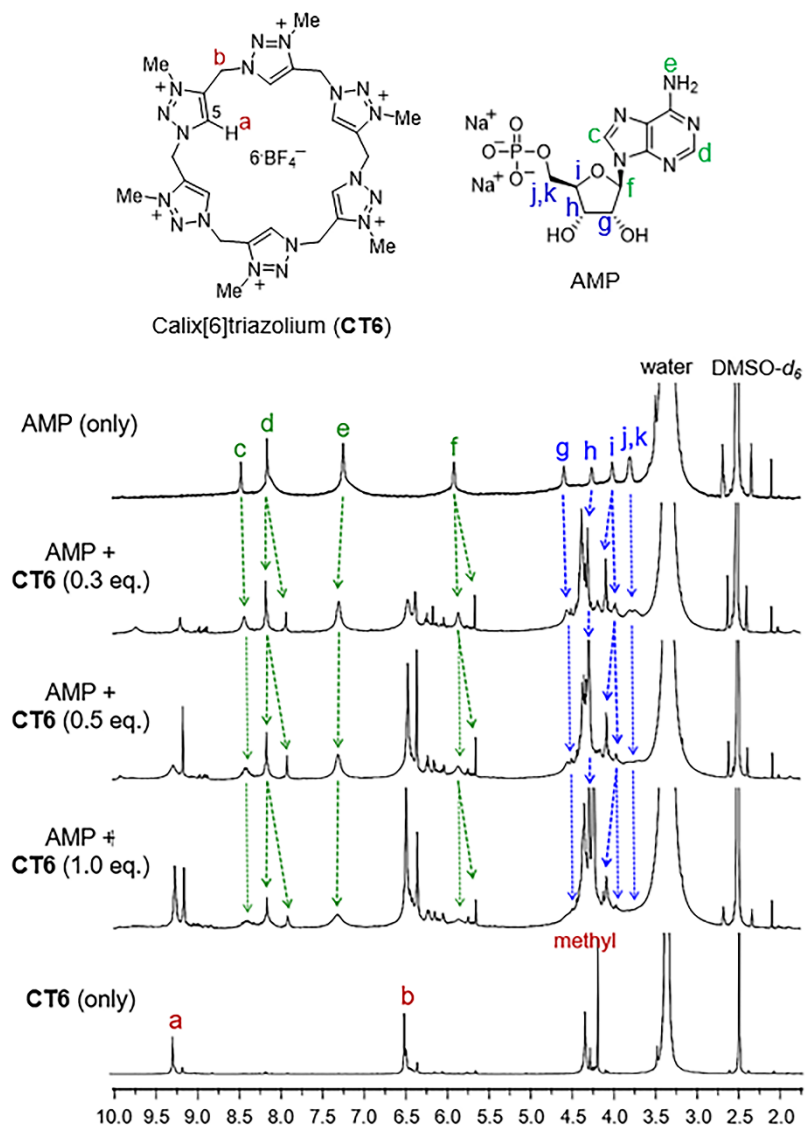 Me
b
N N=N Me
Me
N N
N N
5 a H
N N
N
Me
6·BF4–
Me
N N
N N
N N
N N
Me
N–N N
Me
Calix[6]triazolium (CT6)
e
NH2
Na+
O
O–P O
O–
Na+
c
N
N
N
N
d
i
O
f
j,k
h
g
HO
OH
AMP
water
DMSO-d6
AMP (only)
c
d
e
f
g
h
i
j,k
AMP +
CT6 (0.3 eq.)
AMP +
CT6 (0.5 eq.)
AMP +
CT6 (1.0 eq.)
methyl
CT6 (only)
a
b
10.0 9.5 9.0 8.5 8.0 7.5 7.0 6.5 6.0 5.5 5.0 4.5 4.0 3.5 3.0 2.5 2.0